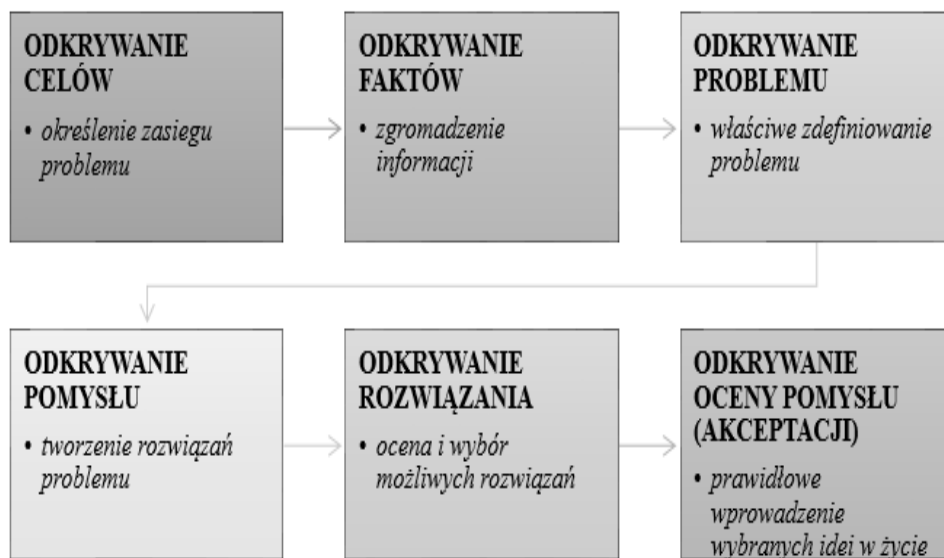 ODKRYWANIE
CELÓW
• określenie zasiegu
problemu
ODKRYWANIE
FAKTÓW
• zgromadzenie
informacji
ODKRYWANIE
PROBLEMU
• właściwe zdefiniowanie
problemu
ODKRYWANIE
POMYSŁU
• tworzenie rozwiązań
problemu
ODKRYWANIE
ROZWIĄZANIA
• ocena i wybór
możliwych rozwiązań
ODKRYWANIE
OCENY POMYSŁU
(AKCEPTACJI)
• prawidłowe
wprowadzenie
wybranych idei w życie